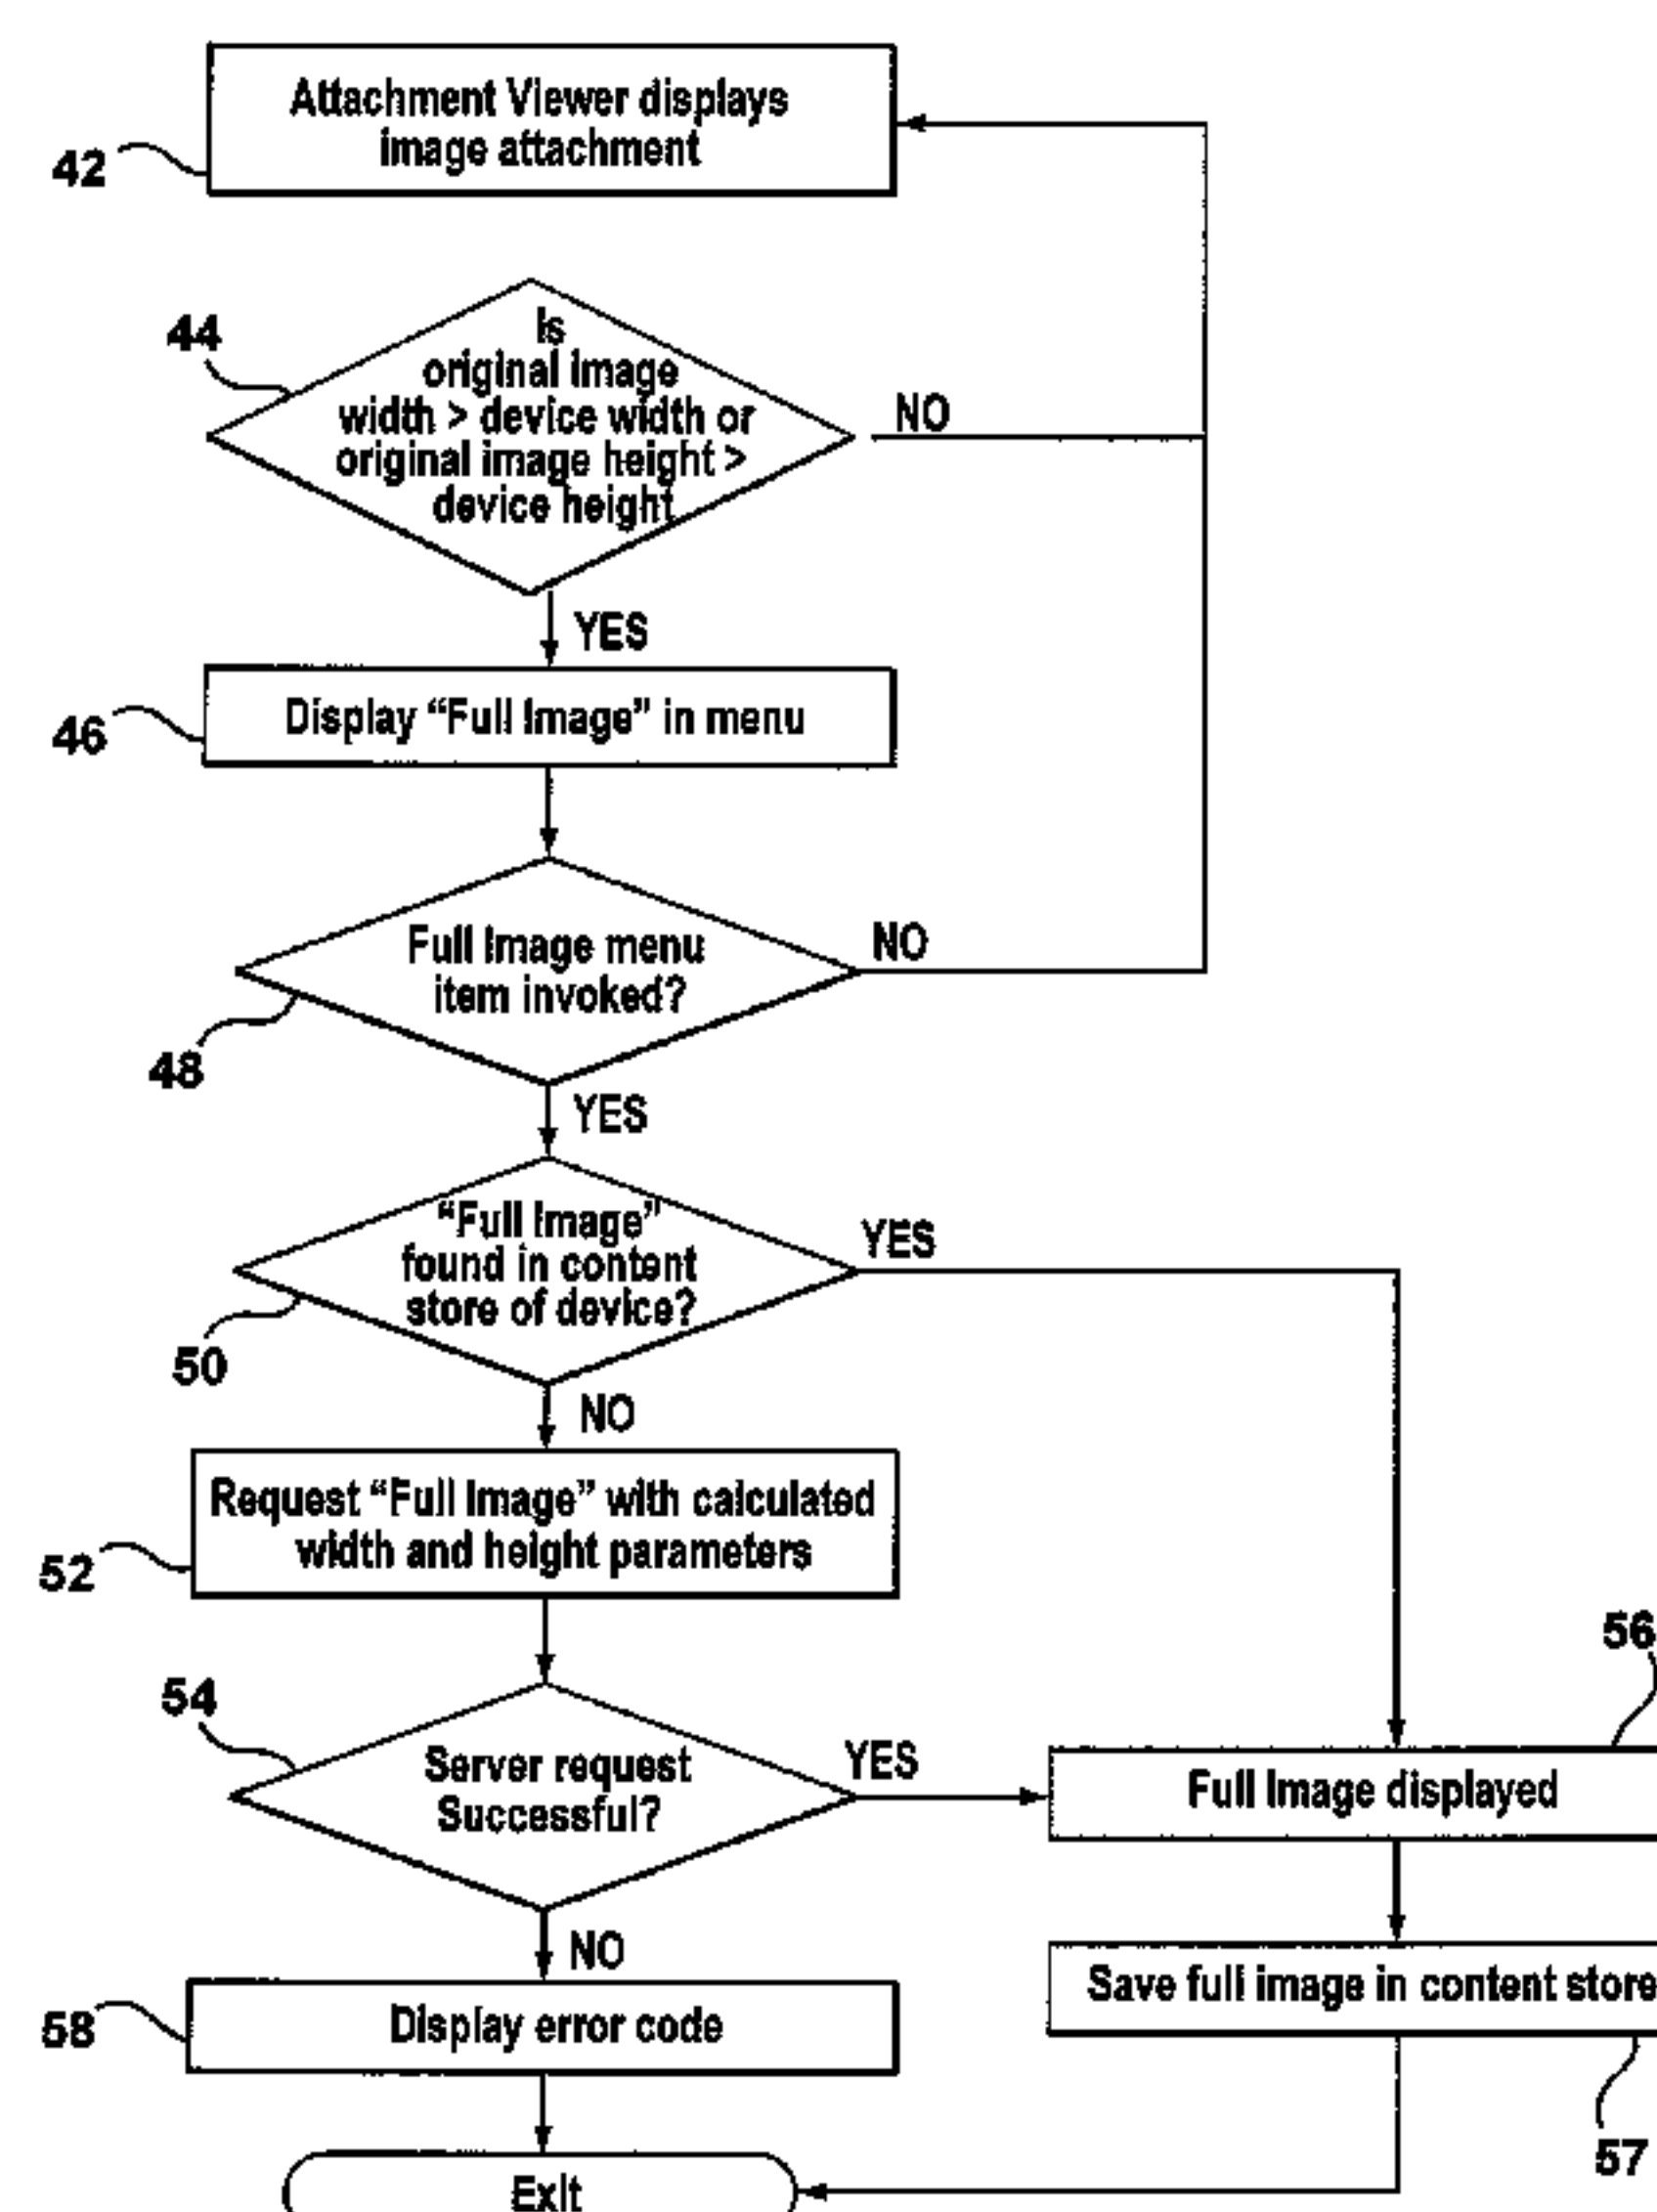 Attachment Viewer displays
image attachment
42
44
Is
original image
width > device width or
original image height >
device height
NO
YES
46
Display “Full Image” in menu
Full Image menu
item invoked?
NO
48
YES
“Full Image”
found in content
store of device?
YES
50
NO
Request “Full Image” with calculated
width and height parameters
52
54
Server request
Successful?
YES
56
Full Image displayed
NO
Save full image in content store
58
Display error code
57
Exit